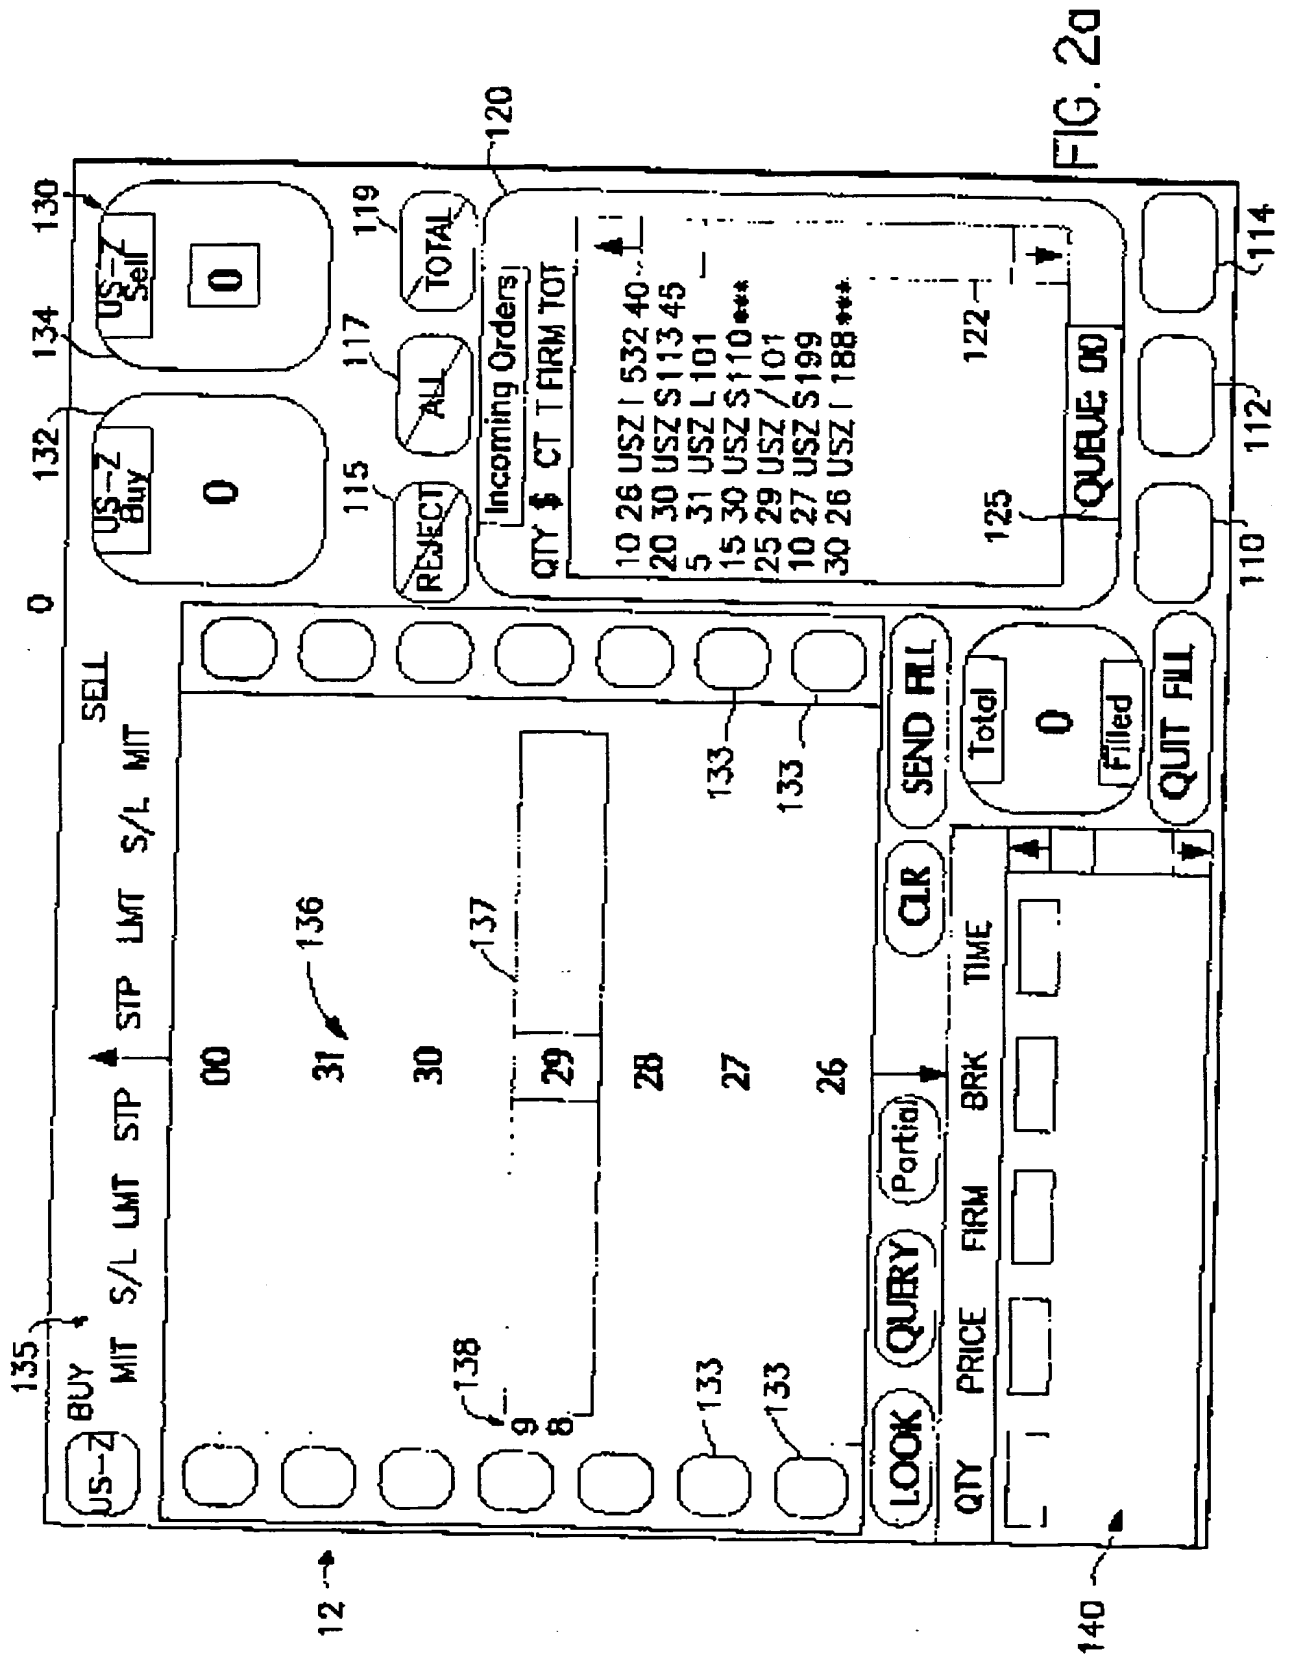 12
135
US-Z
BUY
SELL
0
MIT S/L LMT STP STP LMT S/L MIT
132
134
130
US-Z
Buy
0
US-Z
Sell
0
00
31
30
29
28
27
26
136
137
138
9
8
133
133
133
133
115
117
119
REJECT
ALL
TOTAL
120
Incoming Orders
QTY $ CT T FIRM TOT
10 28 USZ I 532 40
20 30 USZ S 113 45
5 31 USZ L 101
15 30 USZ S 110 ***
25 29 USZ / 101
10 27 USZ S 199
30 26 USZ I 188 ***
122
125
QUEUE 00
LOOK
QUERY
Partial
CLR
SEND FILL
QTY PRICE FIRM BRK TIME
Total
0
Filled
QUIT FILL
140
110
112
114
FIG. 2a